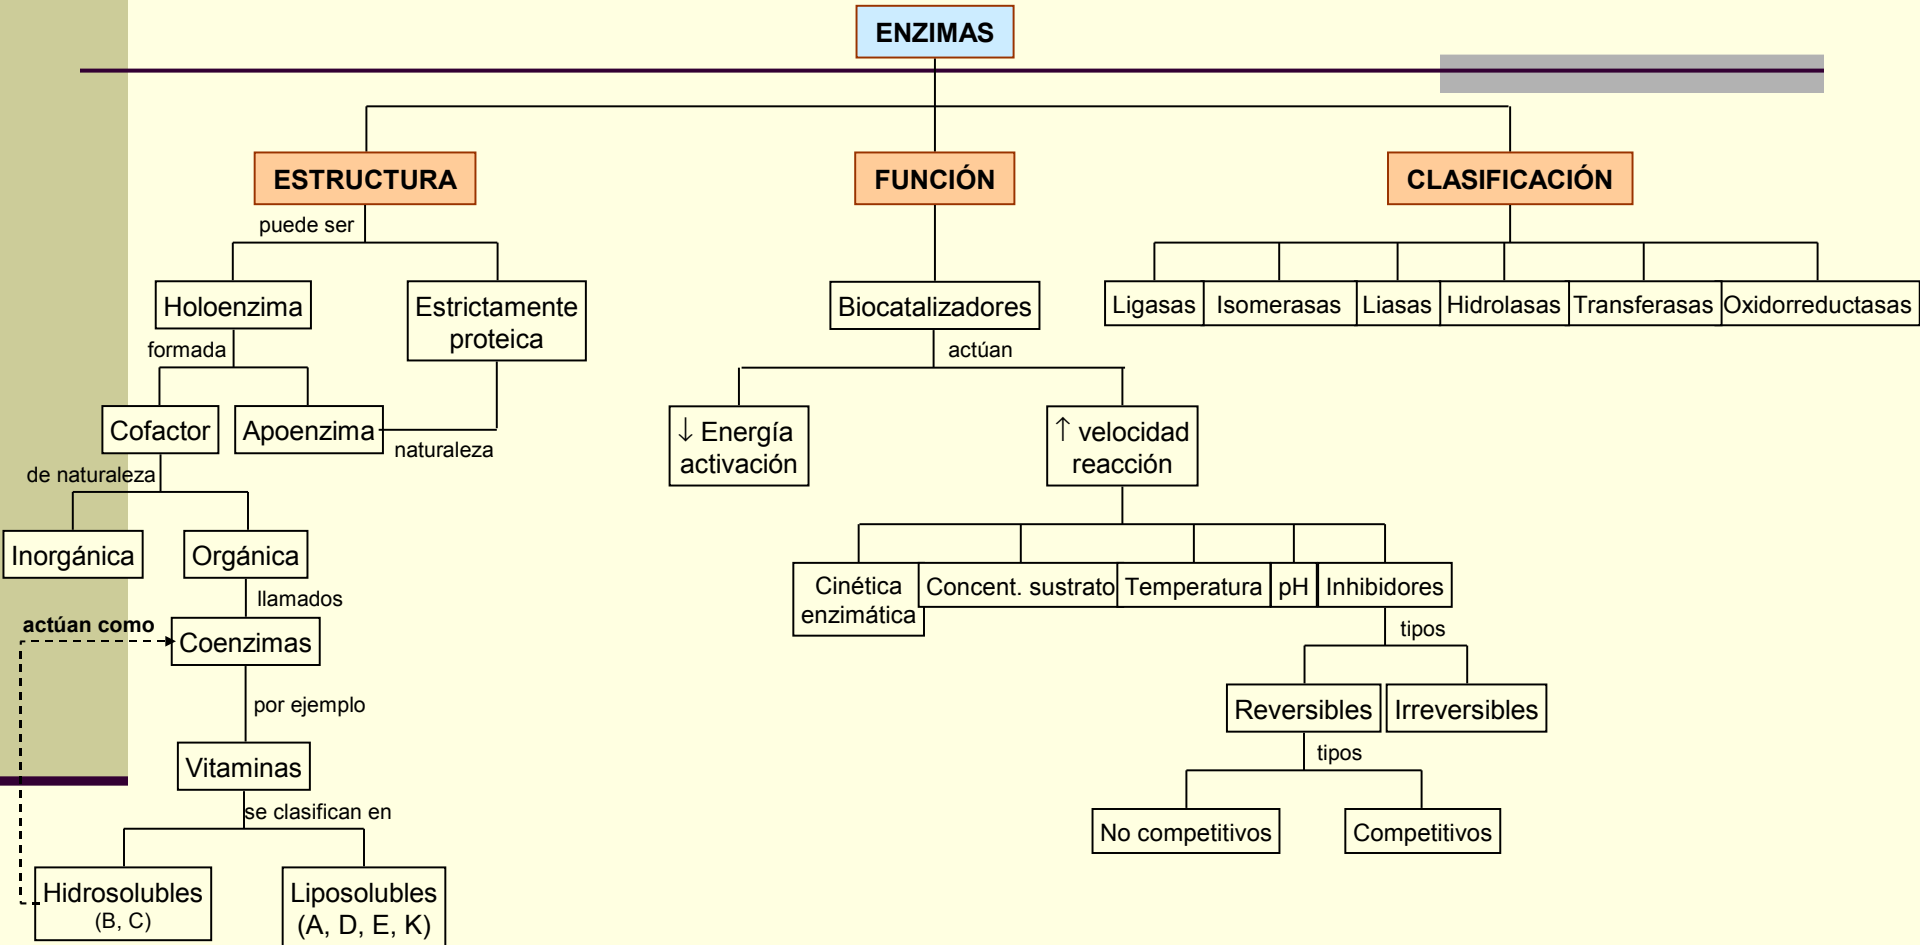 ENZIMAS
ESTRUCTURA
FUNCIÓN
CLASIFICACIÓN
puede ser
Holoenzima
Estrictamente
proteica
Biocatalizadores
Ligasas
Isomerasas
Liasas
Hidrolasas
Transferasas
Oxidorreductasas
formada
actúan
Cofactor
Apoenzima
naturaleza
↓ Energía
activación
↑ velocidad
reacción
de naturaleza
Inorgánica
Orgánica
Cinética
enzimática
Concent. sustrato
Temperatura
pH
Inhibidores
llamados
actúan como
Coenzimas
tipos
por ejemplo
Reversibles
Irreversibles
Vitaminas
tipos
se clasifican en
No competitivos
Competitivos
Hidrosolubles
(B, C)
Liposolubles
(A, D, E, K)